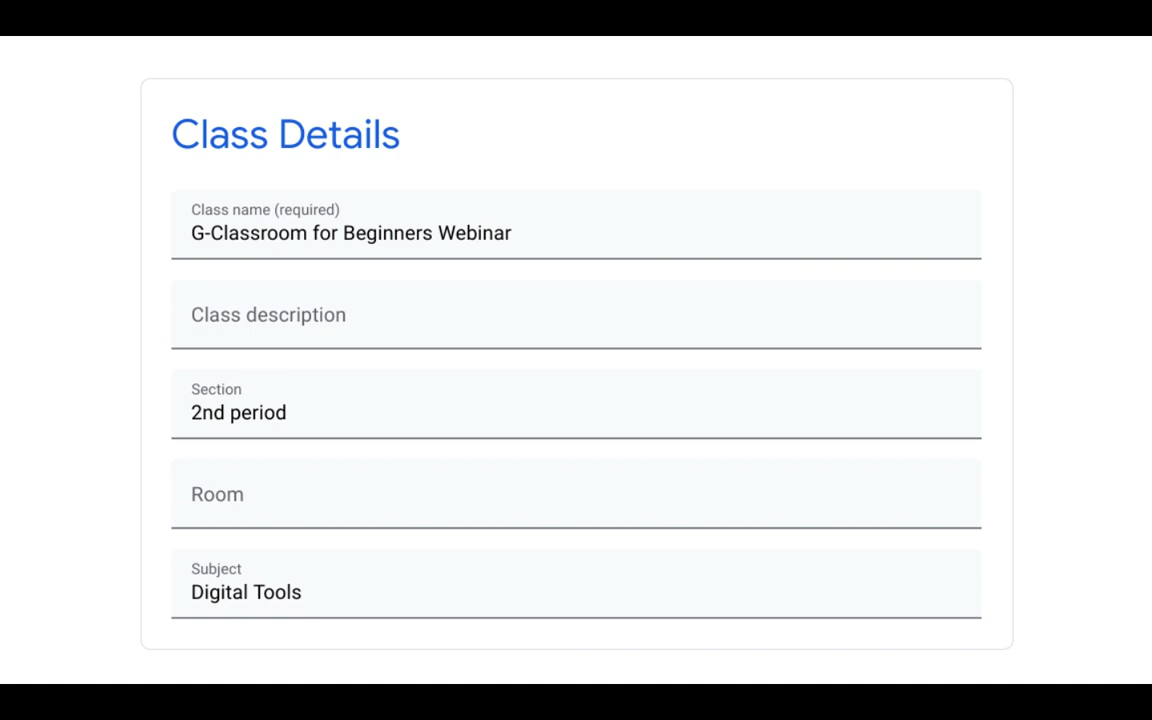 Class Details
Class name (required)
G-Classroom for Beginners Webinar
Class description
Section
2nd period
Room
Subject
Digital Tools